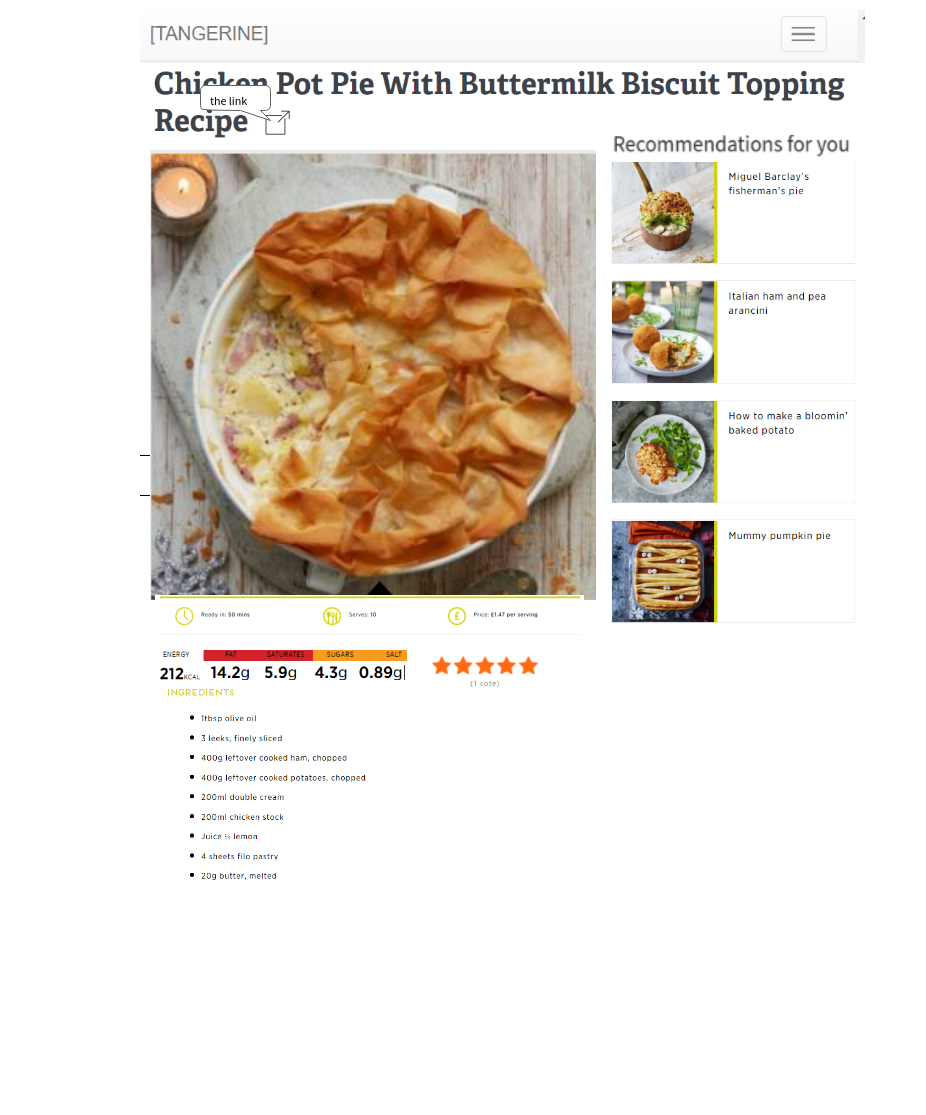 [TANGERINE]
Chicken Pot Pie With Buttermilk Biscuit Topping
Recipe
the link
Recommendations for you
Miguel Barclay's
fisherman's pie
Italian ham and pea
arancini
How to make a bloomin'
baked potato
Mummy pumpkin pie
Ready in: 50 mins
Serves: 10
£
Price: £1.47 per serving
ENERGY FAT SATURATES SUGARS SALT
212KCAL 14.2g 5.9g 4.3g 0.89g
(1 vote)
INGREDIENTS
1tbsp olive oil
3 leeks, finely sliced
400g leftover cooked ham, chopped
400g leftover cooked potatoes, chopped
200ml double cream
200ml chicken stock
Juice lemon
4 sheets filo pastry
20g butter, melted